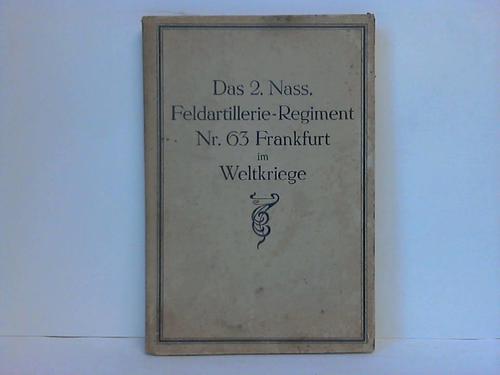 Das 2. Nass.
Feldartillerie-Regiment
Nr. 63 Frankfurt
im
Weltkriege